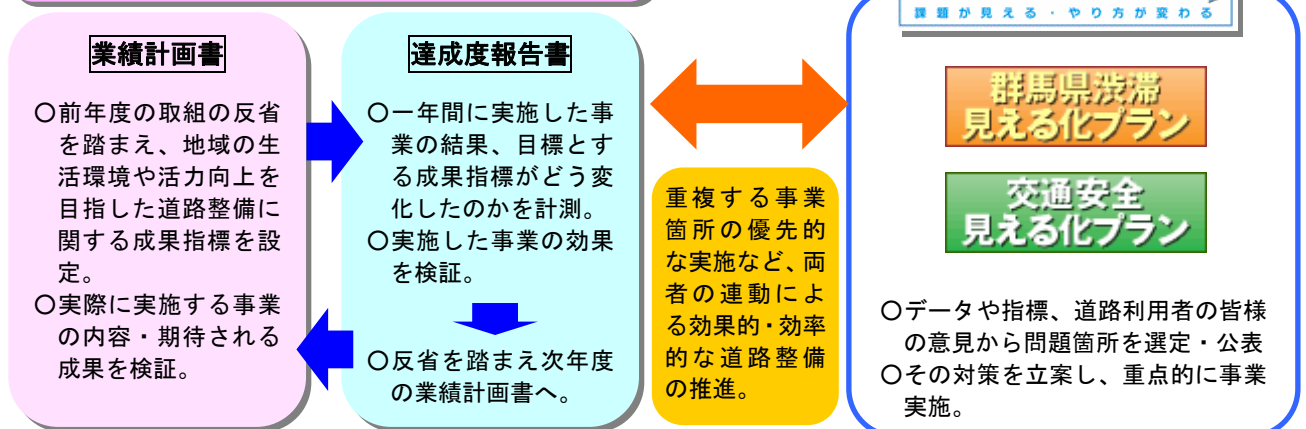 課題が見える・やり方が変わる
業績計画書
〇前年度の取組の反省
を踏まえ、地域の生
活環境や活力向上を
目指した道路整備に
関する成果指標を設
定。
〇実際に実施する事業
の内容・期待される
成果を検証。
達成度報告書
〇一年間に実施した事
業の結果、目標とす
る成果指標がどう変
化したのかを計測。
〇実施した事業の効果
を検証。
〇反省を踏まえ次年度
の業績計画書へ。
重複する事業
箇所の優先的
な実施など、両
者の連動によ
る効果的・効率
的な道路整備
の推進。
群馬県渋滞
見える化プラン
交通安全
見える化プラン
〇データや指標、道路利用者の皆様
の意見から問題箇所を選定・公表
〇その対策を立案し、重点的に事業
実施。